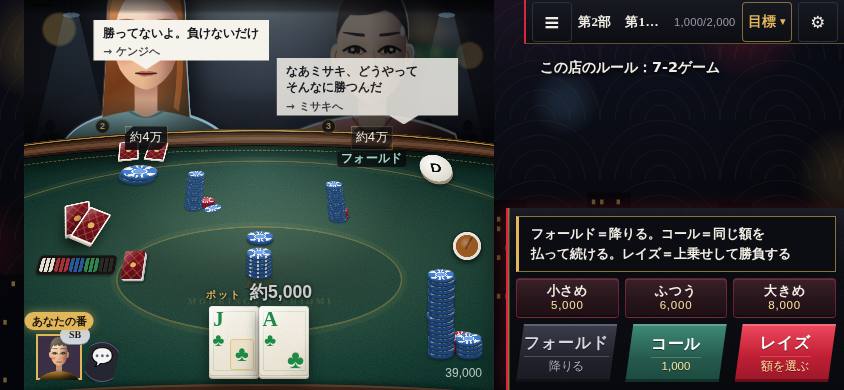 勝ってないよ。負けないだけ
→ ケンジへ
なあミサキ、どうやって
そんなに勝つんだ
→ ミサキへ
2
約4万
3
約4万
フォールド
D
ポット 約5,000
あなたの番
SB
J
A
39,000
☰ 第2部 第1… 1,000/2,000 目標 ▾
この店のルール：7-2ゲーム
フォールド＝降りる。コール＝同じ額を
払って続ける。レイズ＝上乗せして勝負する
小さめ
5,000
ふつう
6,000
大きめ
8,000
フォールド
降りる
コール
1,000
レイズ
額を選ぶ